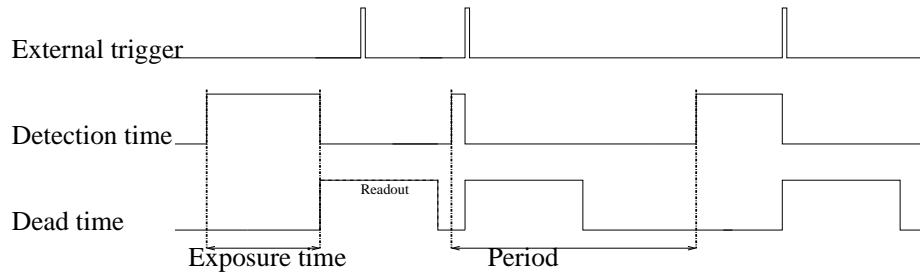 External trigger
Detection time
Readout
Dead time
Exposure time
Period